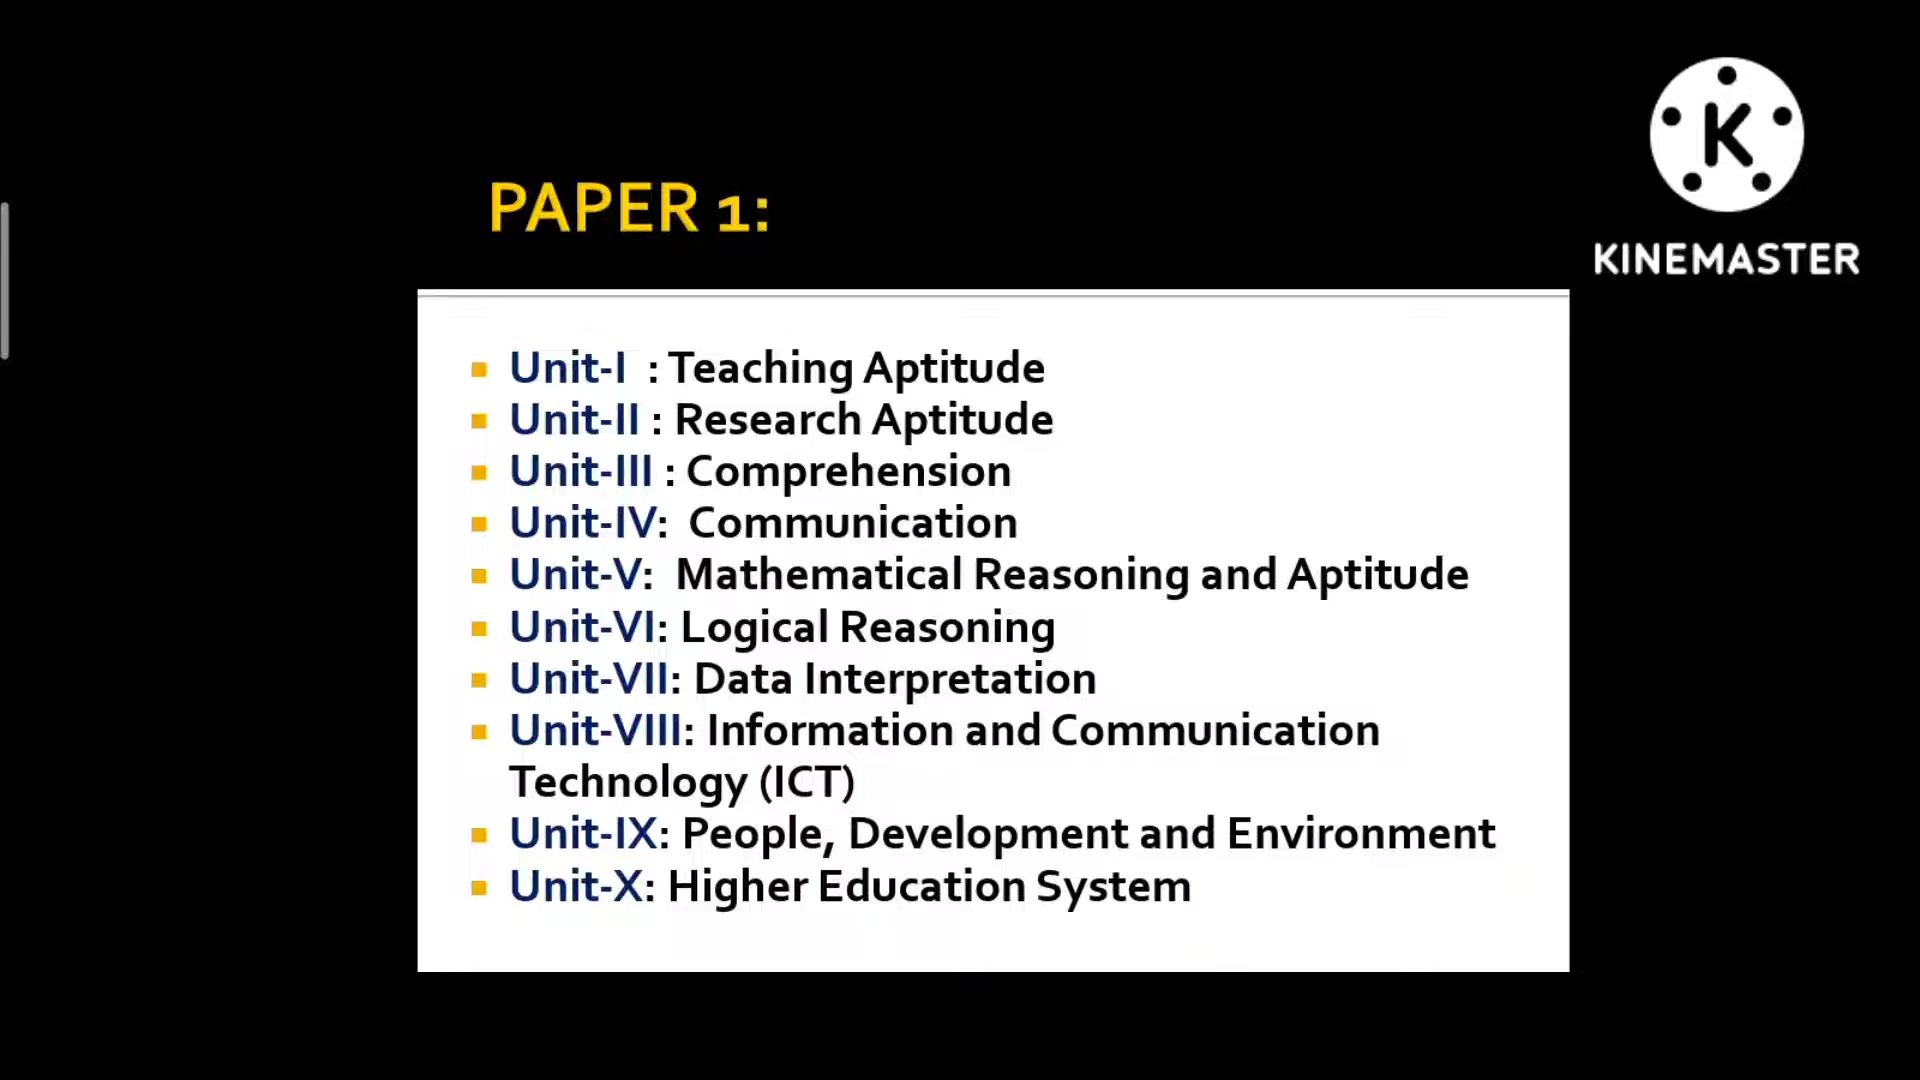 PAPER 1:
K
KINEMASTER
Unit-I : Teaching Aptitude
Unit-II : Research Aptitude
Unit-III : Comprehension
Unit-IV: Communication
Unit-V: Mathematical Reasoning and Aptitude
Unit-VI: Logical Reasoning
Unit-VII: Data Interpretation
Unit-VIII: Information and Communication
Technology (ICT)
Unit-IX: People, Development and Environment
Unit-X: Higher Education System